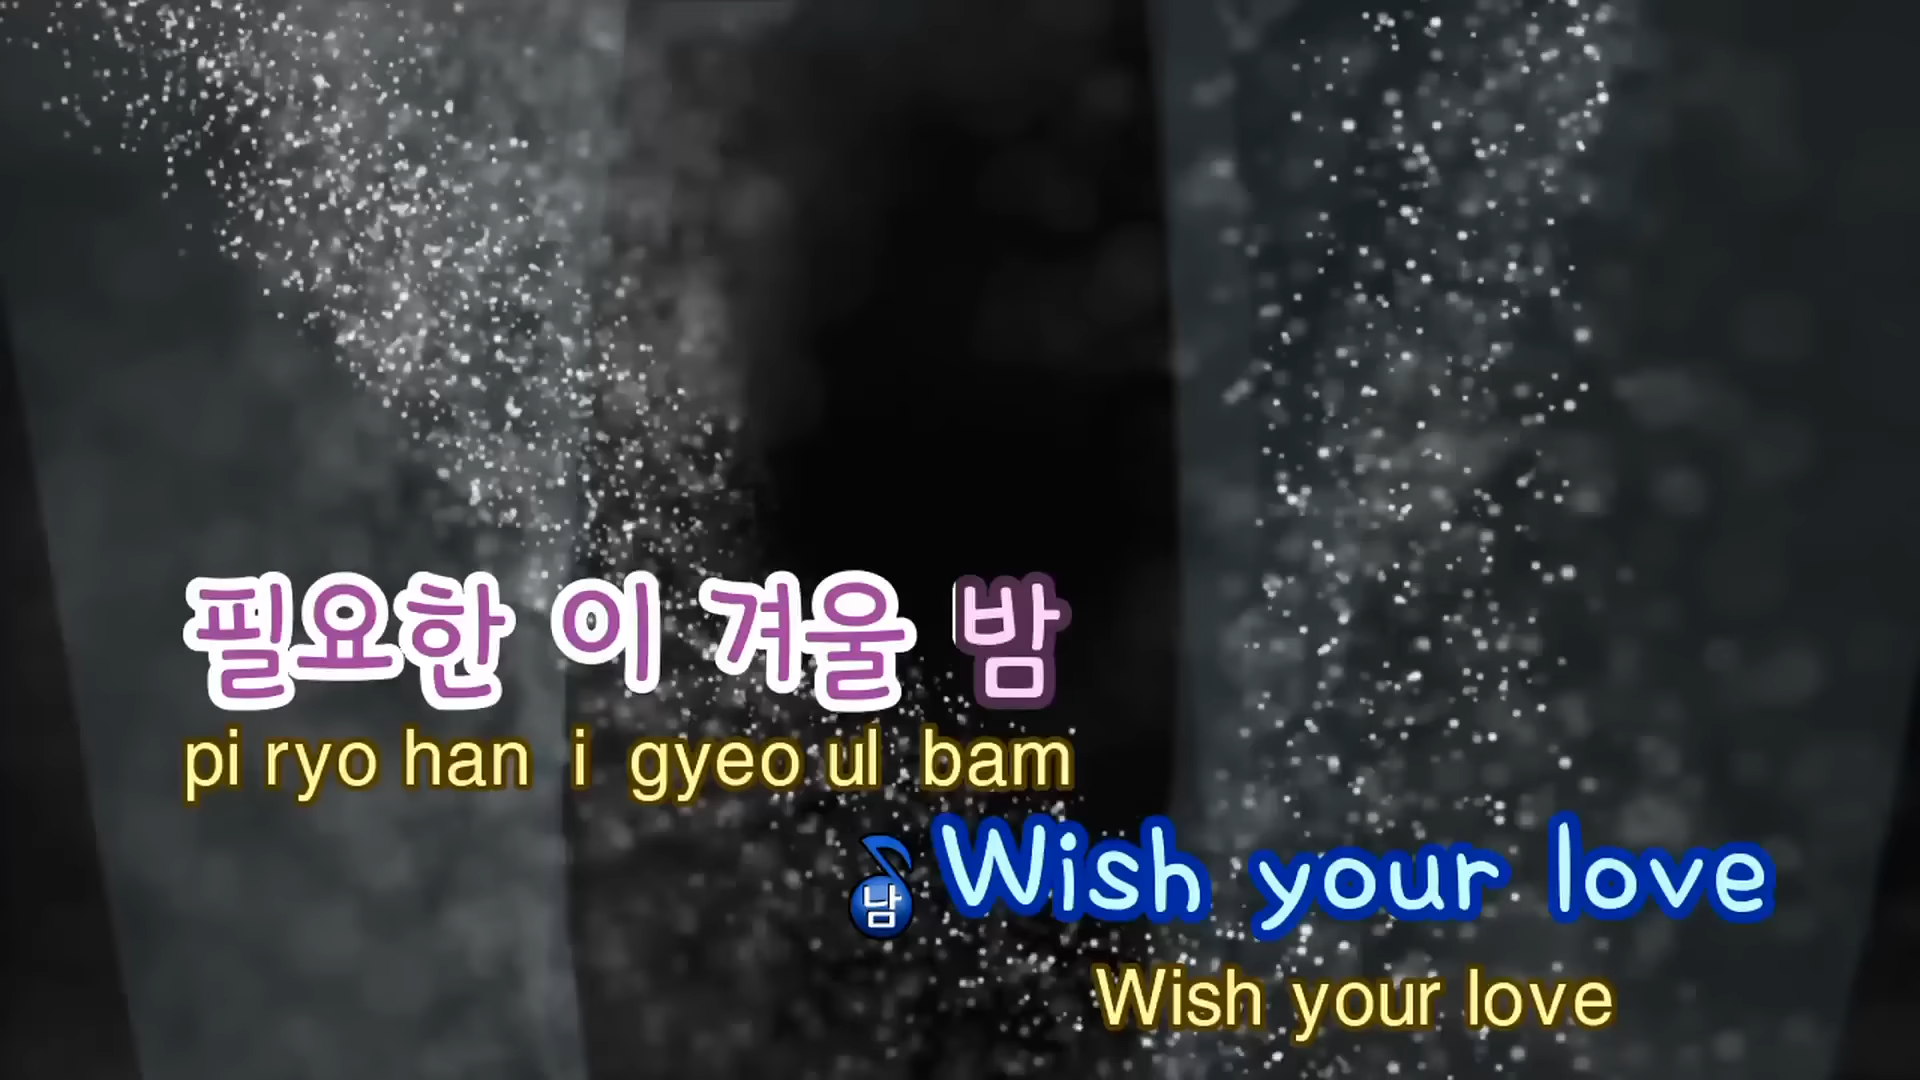 필요한 이 겨울 밤
pi ryo han i gyeo ul bam
남 Wish your love
Wish your love